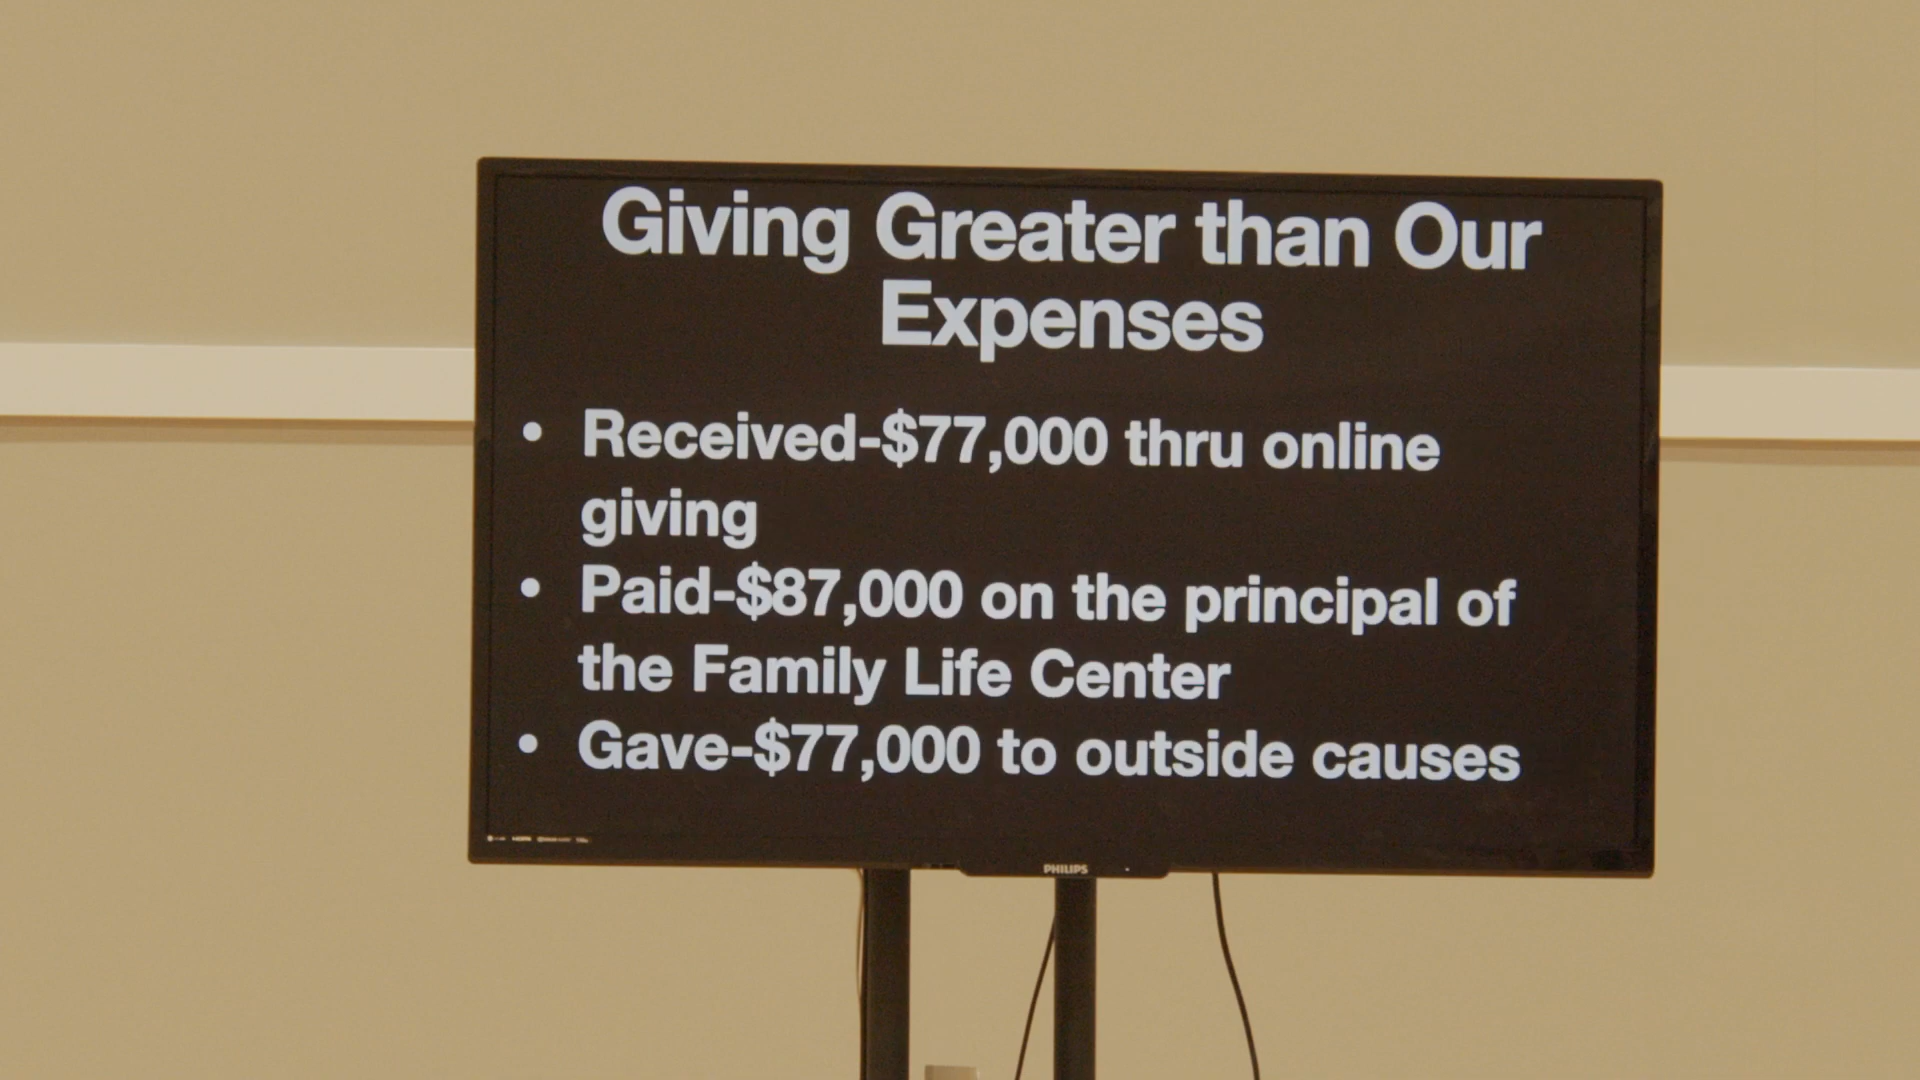 Giving Greater than Our
Expenses
• Received-$77,000 thru online
giving
• Paid-$87,000 on the principal of
the Family Life Center
• Gave-$77,000 to outside causes
PHILIPS